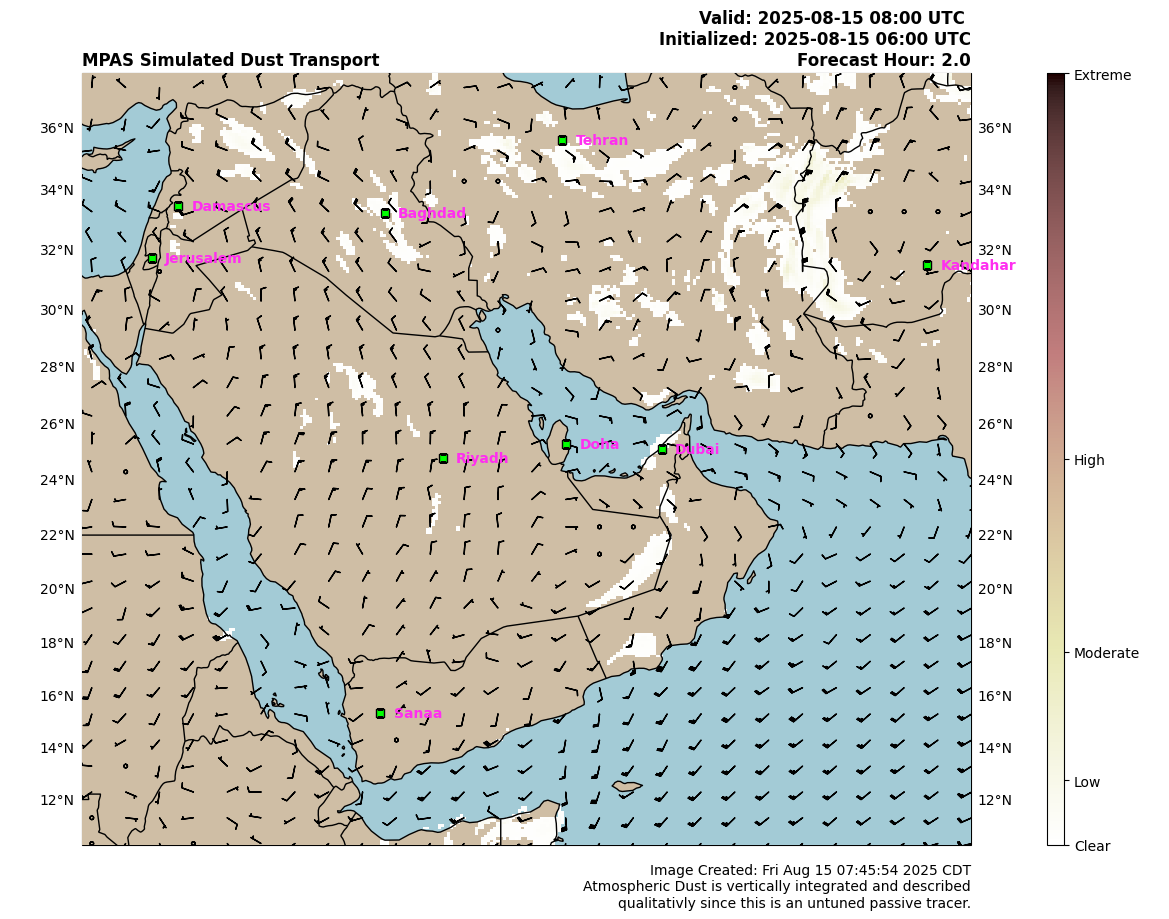 Valid: 2025-08-15 08:00 UTC
Initialized: 2025-08-15 06:00 UTC
MPAS Simulated Dust Transport Forecast Hour: 2.0
Extreme
36°N Tehran 36°N
34°N Damascus Baghdad 34°N
32°N Jerusalem 32°N Kandahar
30°N 30°N
28°N 28°N
26°N 26°N
Doha Dubai
Riyadh High
24°N 24°N
22°N 22°N
20°N 20°N
18°N 18°N Moderate
16°N 16°N
Sanaa
14°N 14°N
Low
12°N 12°N
Clear
Image Created: Fri Aug 15 07:45:54 2025 CDT
Atmospheric Dust is vertically integrated and described
qualitativly since this is an untuned passive tracer.